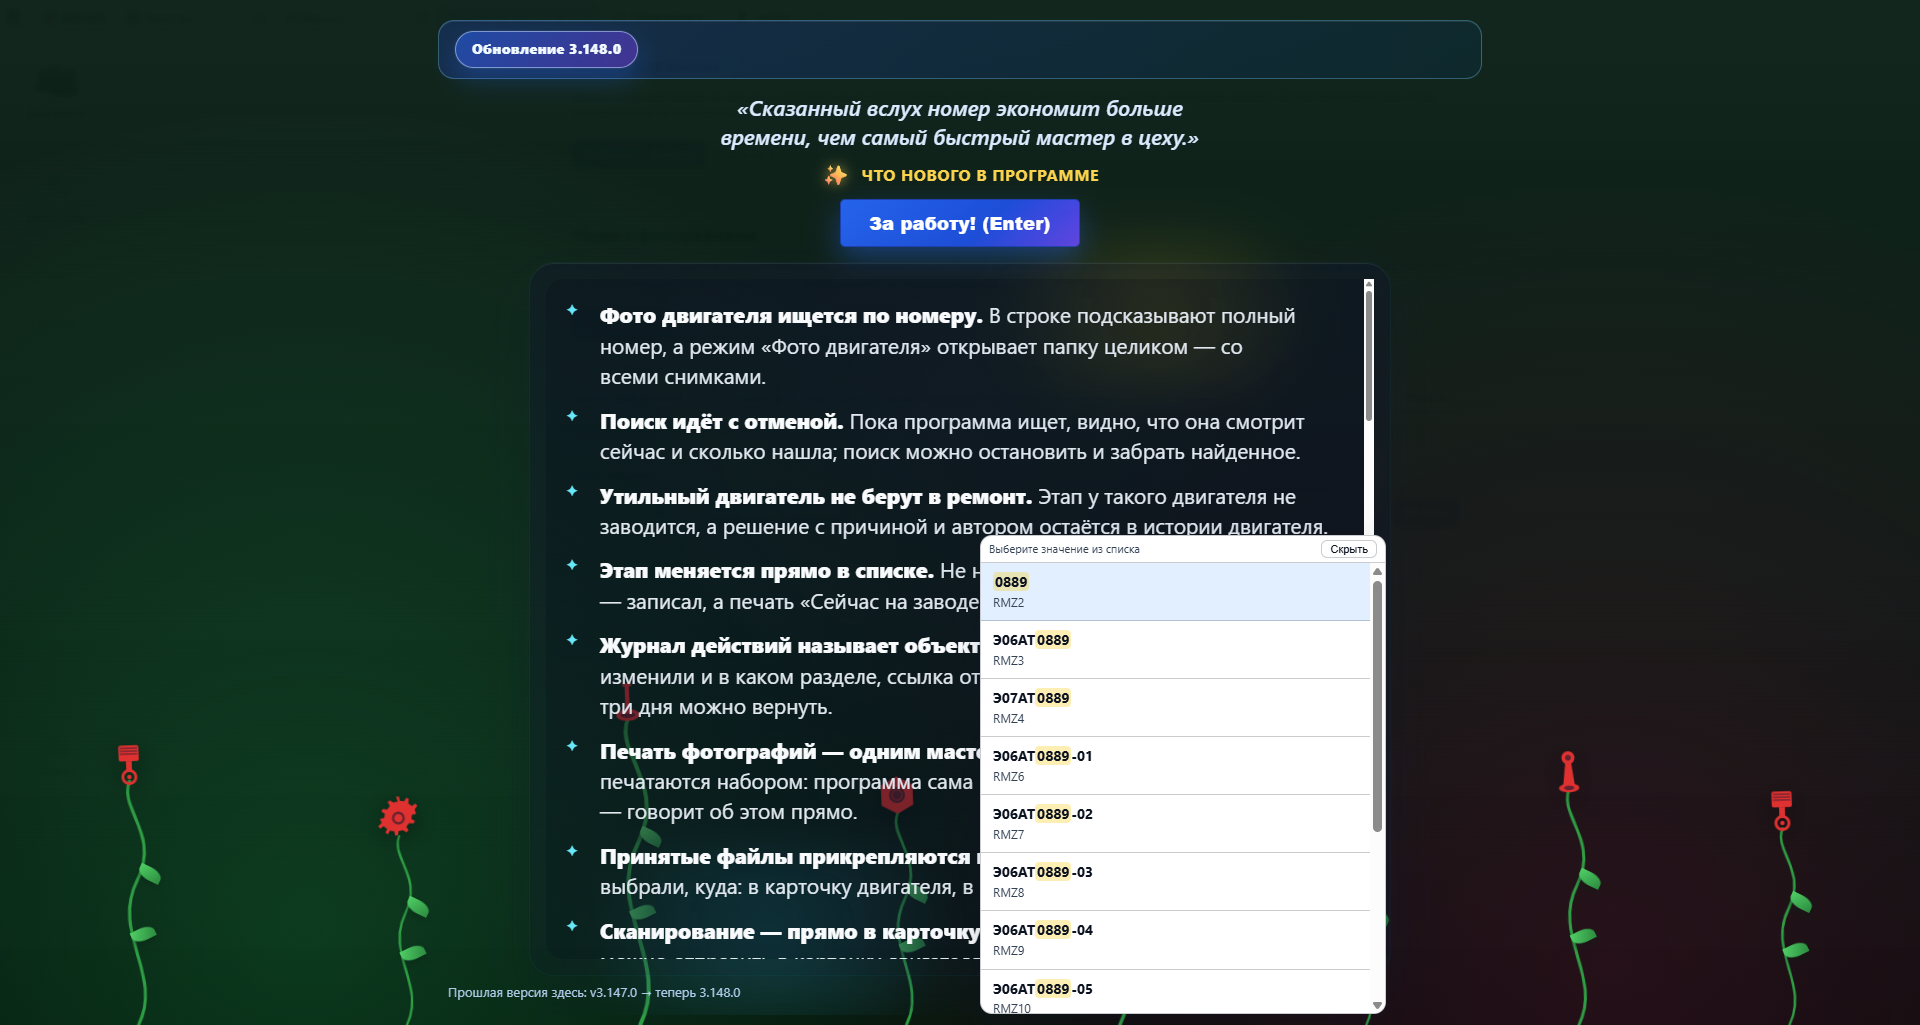 Обновление 3.148.0
«Сказанный вслух номер экономит больше
времени, чем самый быстрый мастер в цеху.»
ЧТО НОВОГО В ПРОГРАММЕ
За работу! (Enter)
Фото двигателя ищется по номеру. В строке подсказывают полный
номер, а режим «Фото двигателя» открывает папку целиком — со
всеми снимками.
Поиск идёт с отменой. Пока программа ищет, видно, что она смотрит
сейчас и сколько нашла; поиск можно остановить и забрать найденное.
Утильный двигатель не берут в ремонт. Этап у такого двигателя не
заводится, а решение с причиной и автором остаётся в истории двигателя.
Этап меняется прямо в списке. Не
— записал, а печать «Сейчас на заводе
Журнал действий называет объект
изменили и в каком разделе, ссылка от
три дня можно вернуть.
Печать фотографий — одним
печатаются набором: программа сама
— говорит об этом прямо.
Принятые файлы прикрепляются
выбрали, куда: в карточку двигателя, в
Сканирование — прямо в карточку
Выберите значение из списка
Скрыть
0889
RMZ2
Э06АТ0889
RMZ3
Э07АТ0889
RMZ4
Э06АТ0889-01
RMZ6
Э06АТ0889-02
RMZ7
Э06АТ0889-03
RMZ8
Э06АТ0889-04
RMZ9
Э06АТ0889-05
RMZ10
Прошлая версия здесь: v3.147.0 → теперь 3.148.0